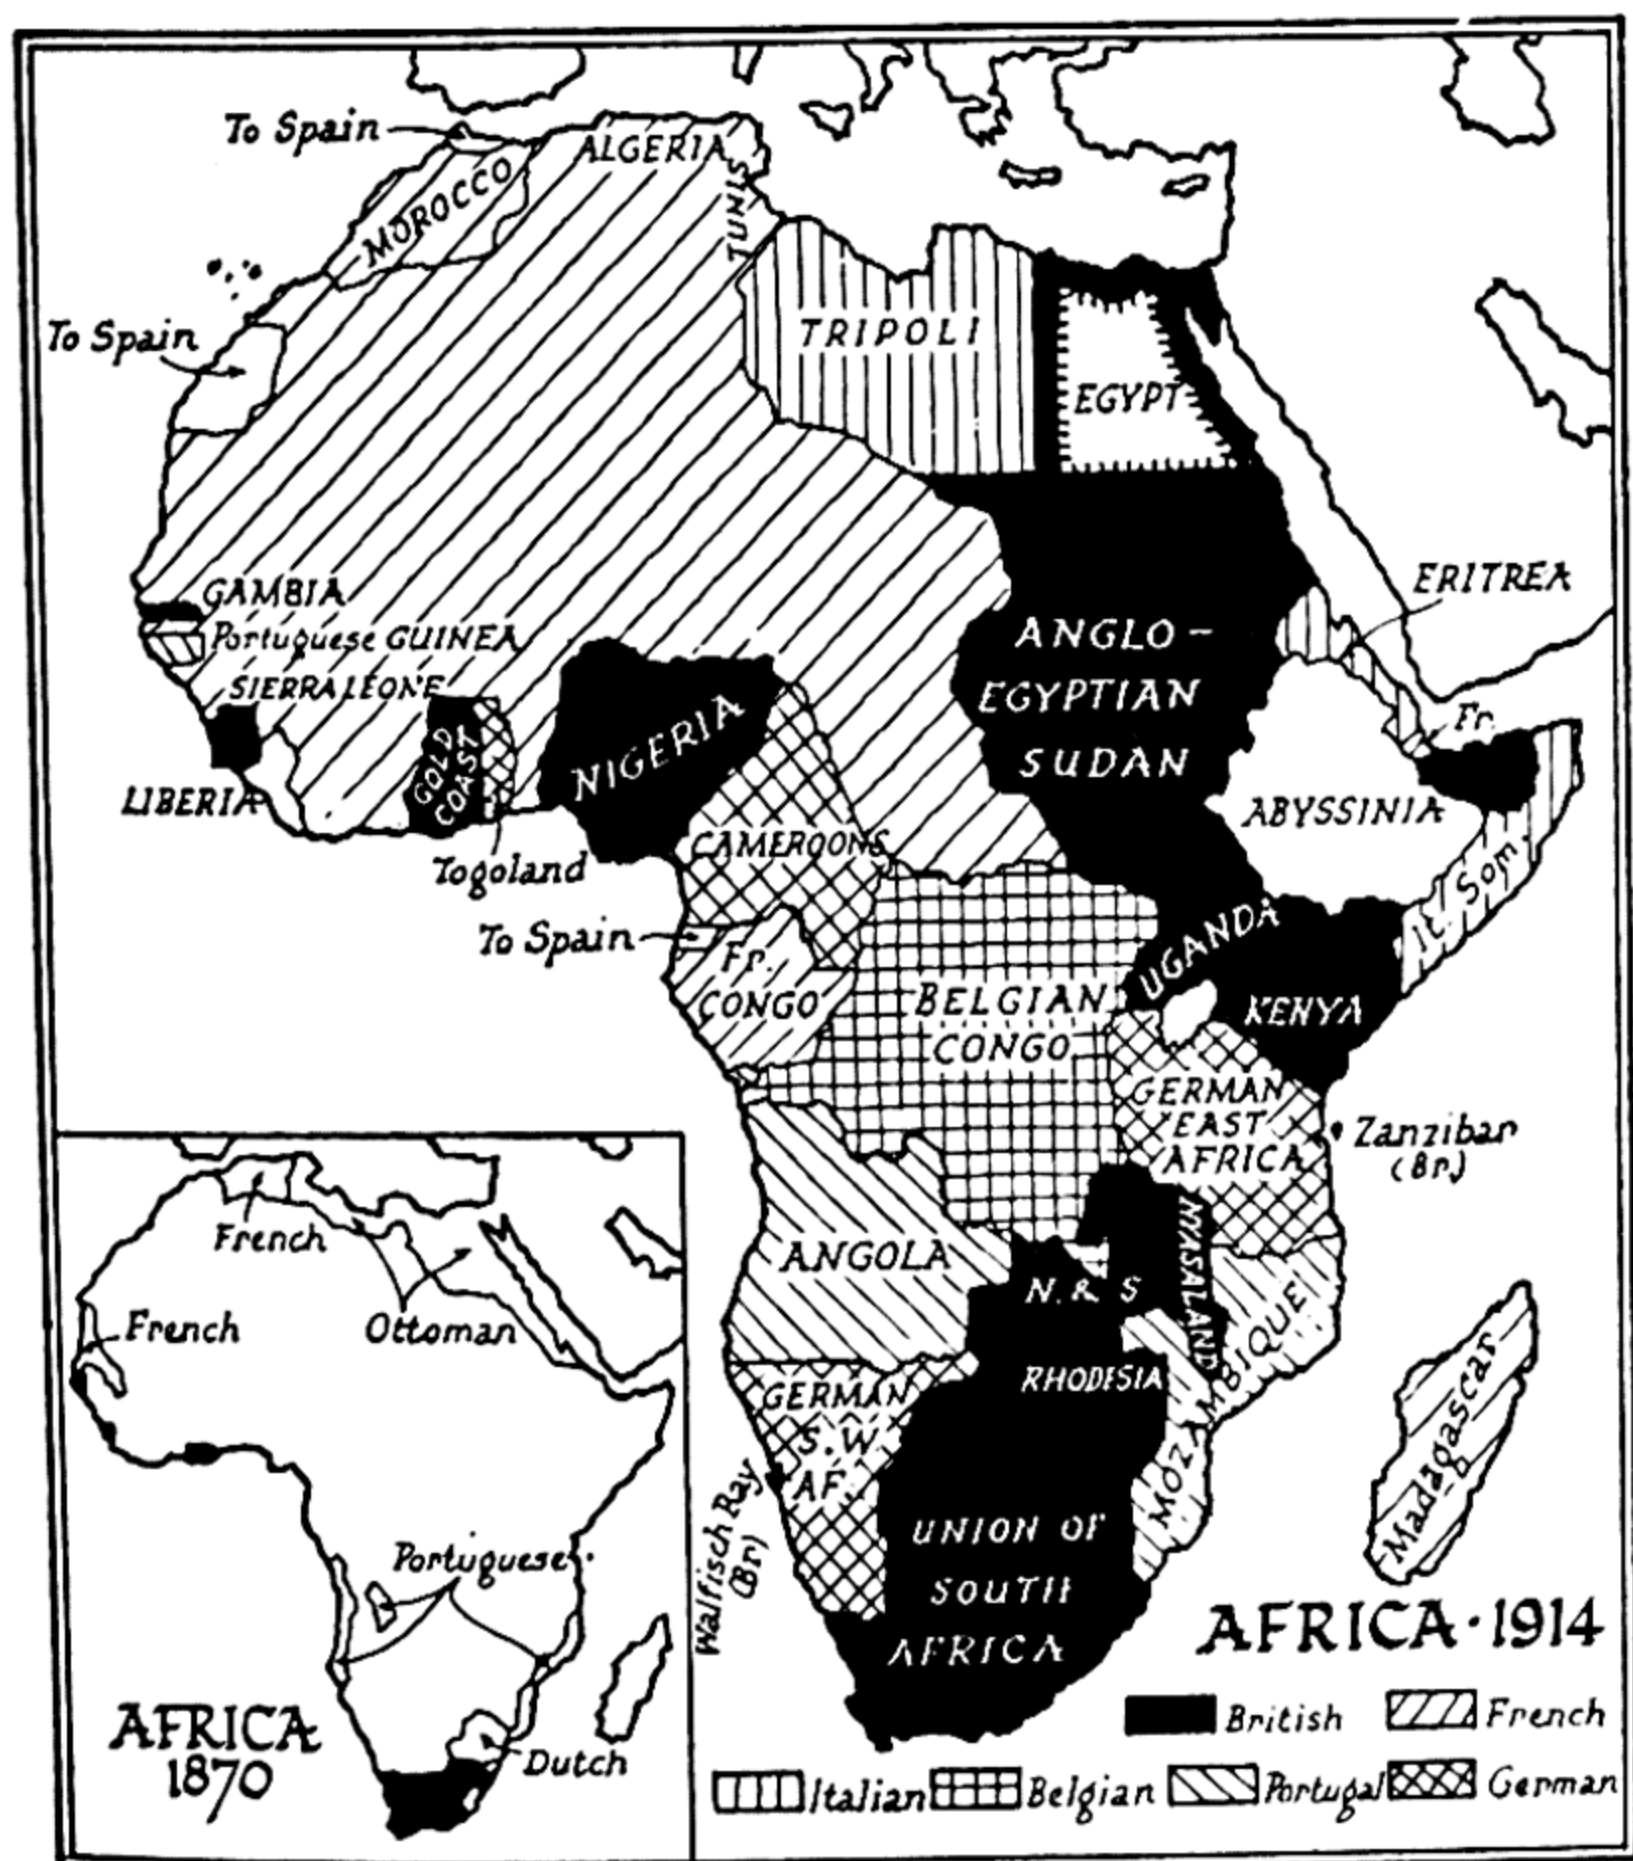 To Spain
ALGERIA
TUNIS
MOROCCO
To Spain
TRIPOLI
EGYPT
ERITREA
GAMBIA
Portuguese GUINEA
SIERRA LEONE
ANGLO-
EGYPTIAN
SUDAN
Fr.
GOLD
COAST
NIGERIA
LIBERIA
ABYSSINIA
Togoland
CAMEROONS
It. Som.
To Spain
UGANDA
Fr.
CONGO
BELGIAN
CONGO
KENYA
GERMAN
EAST
AFRICA
Zanzibar
(Br.)
ANGOLA
N. & S
RHODESIA
NYASALAND
MOZAMBIQUE
Madagascar
GERMAN
S.W
AF.
Walfisch Bay
(Br)
UNION OF
SOUTH
AFRICA
AFRICA·1914
British
French
Italian
Belgian
Portugal
German
French
French
Ottoman
Portuguese
Dutch
AFRICA
1870